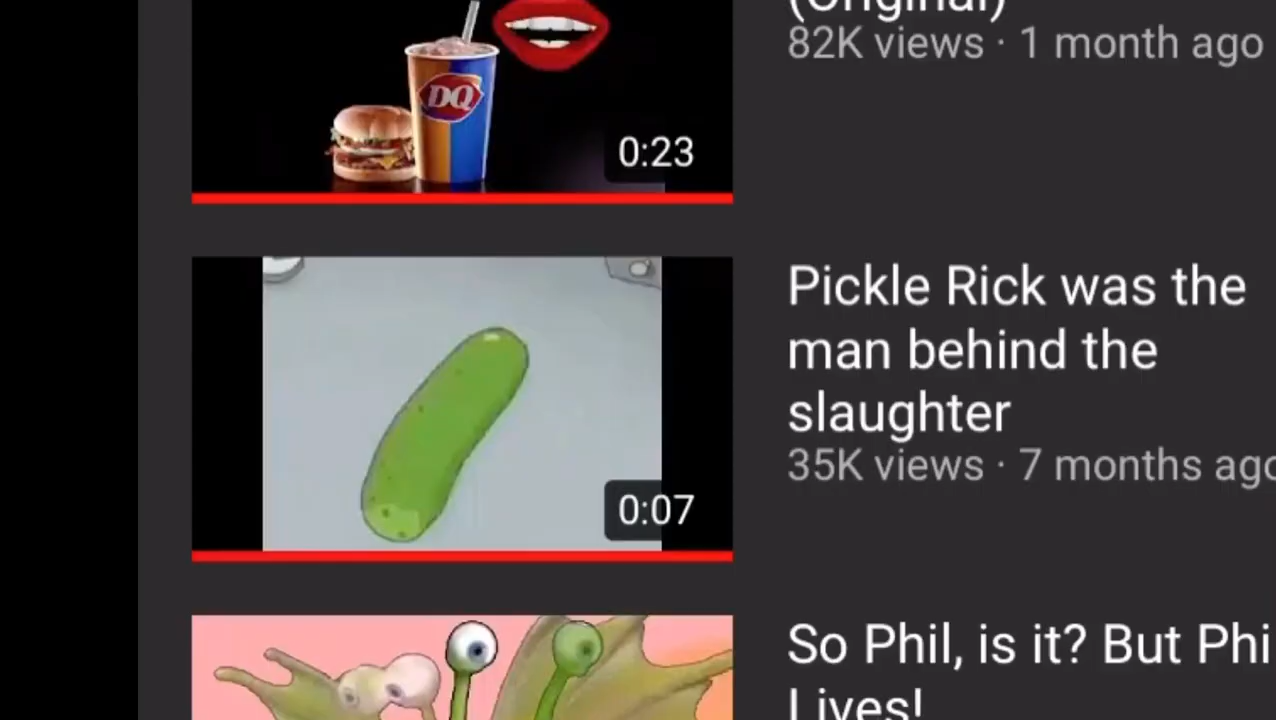 (Original)
82K views · 1 month ago
DQ
0:23
Pickle Rick was the
man behind the
slaughter
35K views · 7 months ago
0:07
So Phil, is it? But Phi
Lives!